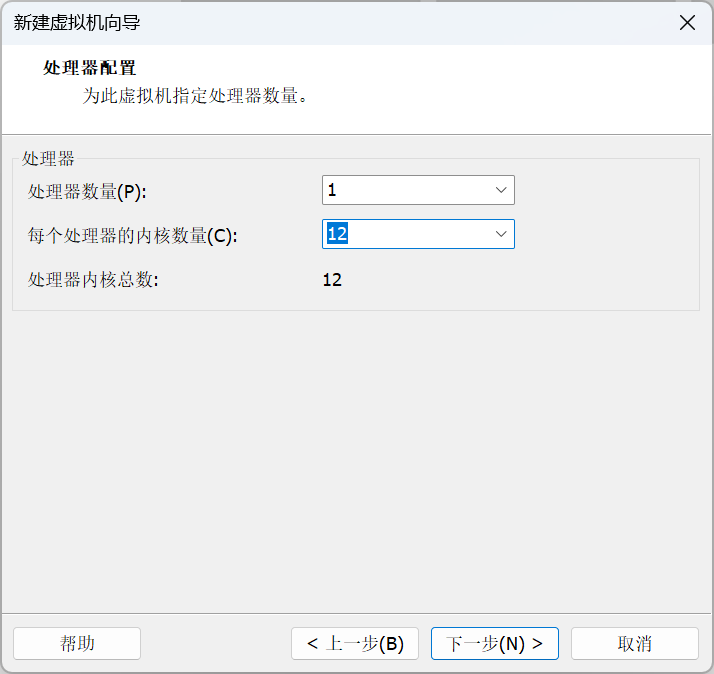 新建虚拟机向导
处理器配置
为此虚拟机指定处理器数量。
处理器
处理器数量(P): 1
每个处理器的内核数量(C): 12
处理器内核总数: 12
帮助 < 上一步(B) 下一步(N) > 取消